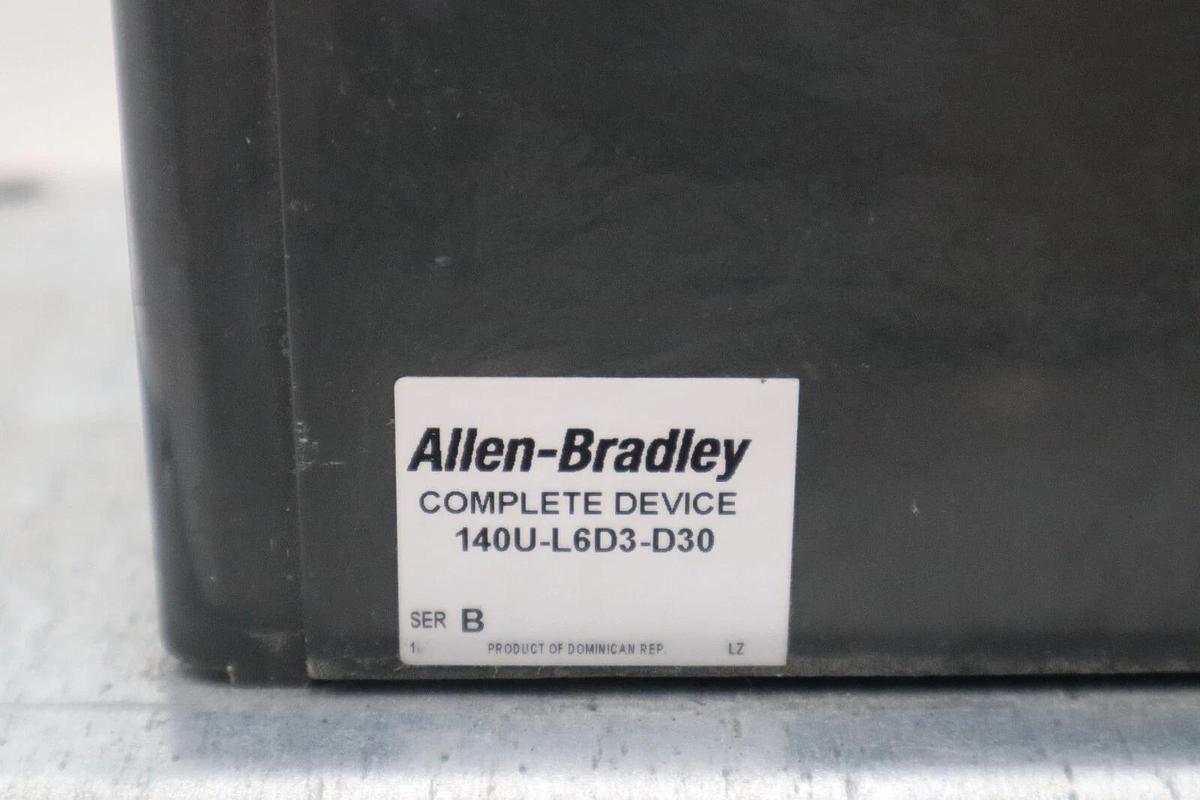 Allen-Bradley
COMPLETE DEVICE
140U-L6D3-D30
SER B
PRODUCT OF DOMINICAN REP. LZ